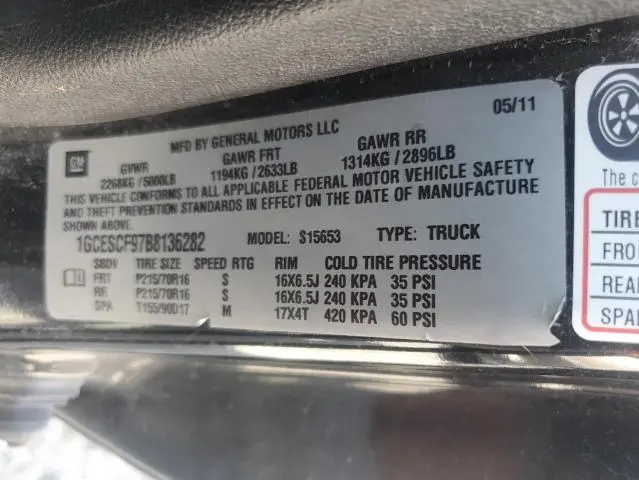 05/11
MFD BY GENERAL MOTORS LLC
GM
GVWR GAWR FRT GAWR RR
2268KG / 5000LB 1194KG / 2633LB 1314KG / 2896LB
THIS VEHICLE CONFORMS TO ALL APPLICABLE FEDERAL MOTOR VEHICLE SAFETY
AND THEFT PREVENTION STANDARDS IN EFFECT ON THE DATE OF MANUFACTURE
SHOWN ABOVE.
1GCESCF97B8136282 MODEL: S15653 TYPE: TRUCK
SBDV TIRE SIZE SPEED RTG RIM COLD TIRE PRESSURE
FRT P215/70R16 S 16X6.5J 240 KPA 35 PSI
RR P215/70R16 S 16X6.5J 240 KPA 35 PSI
SPA T155/90D17 M 17X4T 420 KPA 60 PSI
The c
TIRE
FRO
REA
SPA